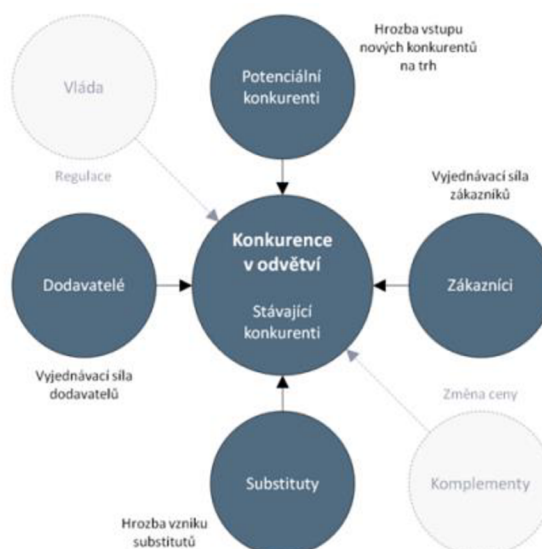 Hrozba vstupu
nových konkurentů
na trh
Potenciální
konkurenti
Vláda
Regulace
Vyjednávací síla
zákazníků
Konkurence
v odvětví
Stávající
konkurenti
Dodavatelé
Zákazníci
Vyjednávací síla
dodavatelů
Změna ceny
Substituty
Komplementy
Hrozba vzniku
substitutů